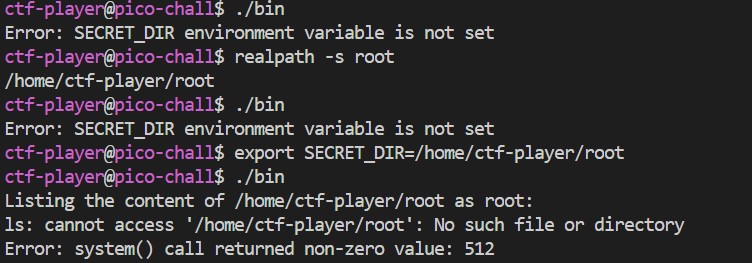 ctf-player@pico-chall$ ./bin
Error: SECRET_DIR environment variable is not set
ctf-player@pico-chall$ realpath -s root
/home/ctf-player/root
ctf-player@pico-chall$ ./bin
Error: SECRET_DIR environment variable is not set
ctf-player@pico-chall$ export SECRET_DIR=/home/ctf-player/root
ctf-player@pico-chall$ ./bin
Listing the content of /home/ctf-player/root as root:
ls: cannot access '/home/ctf-player/root': No such file or directory
Error: system() call returned non-zero value: 512